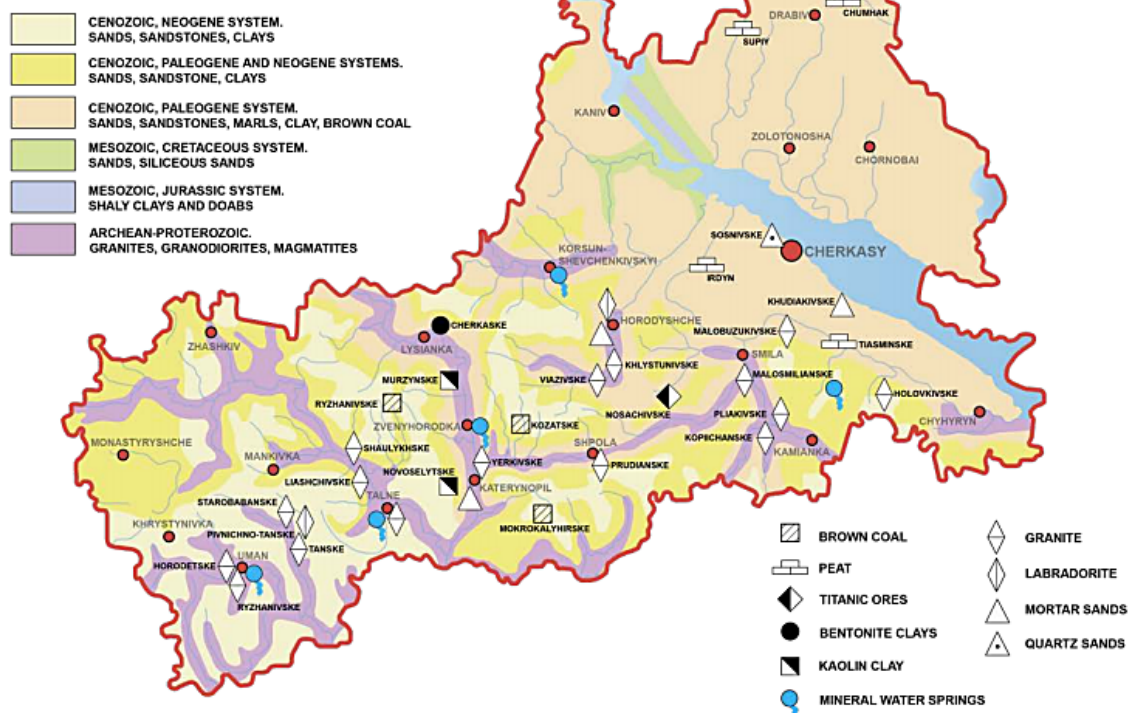 CENOZOIC, NEOGENE SYSTEM.
SANDS, SANDSTONES, CLAYS
CENOZOIC, PALEOGENE AND NEOGENE SYSTEMS.
SANDS, SANDSTONE, CLAYS
CENOZOIC, PALEOGENE SYSTEM.
SANDS, SANDSTONES, MARLS, CLAY, BROWN COAL
MESOZOIC, CRETACEOUS SYSTEM.
SANDS, SILICEOUS SANDS
MESOZOIC, JURASSIC SYSTEM.
SHALY CLAYS AND DOABS
ARCHEAN-PROTEROZOIC.
GRANITES, GRANODIORITES, MAGMATITES
DRABIV
CHUMHAK
SUPIY
KANIV
ZOLOTONOSHA
CHORNOBAI
SOSNIVSKE
CHERKASY
KORSUN-
SHEVCHENKIVSKYI
IRDYN
KHUDIAKIVSKE
CHERKASKE
HORODYSHCHE
MALOBUZUKIVSKE
TIASMINSKE
ZHASHKIV
LYSIANKA
SMILA
MURZYNSKE
VIAZIVSKE
KHLYSTUNIVSKE
MALOSMILIANSKE
RYZHANIVSKE
HOLOVKIVSKE
NOSACHIVSKE
PLIAKIVSKE
CHYHYRYN
ZVENYHORODKA
KOZATSKE
MONASTYRYSHCHE
SHAULYKHSKE
SHPOLA
KOPIICHANSKE
KAMIANKA
MANKIVKA
NOVOSELYTSKE
YERKIVSKE
PRUDIANSKE
LIASHCHIVSKE
KATERYNOPIL
STAROBABANSKE
TALNE
KHRYSTYNIVKA
PIVNICHNO-TANSKE
MOKROKALYHIRSKE
TANSKE
HORODETSKE
UMAN
RYZHANIVSKE
BROWN COAL
PEAT
TITANIC ORES
BENTONITE CLAYS
KAOLIN CLAY
MINERAL WATER SPRINGS
GRANITE
LABRADORITE
MORTAR SANDS
QUARTZ SANDS